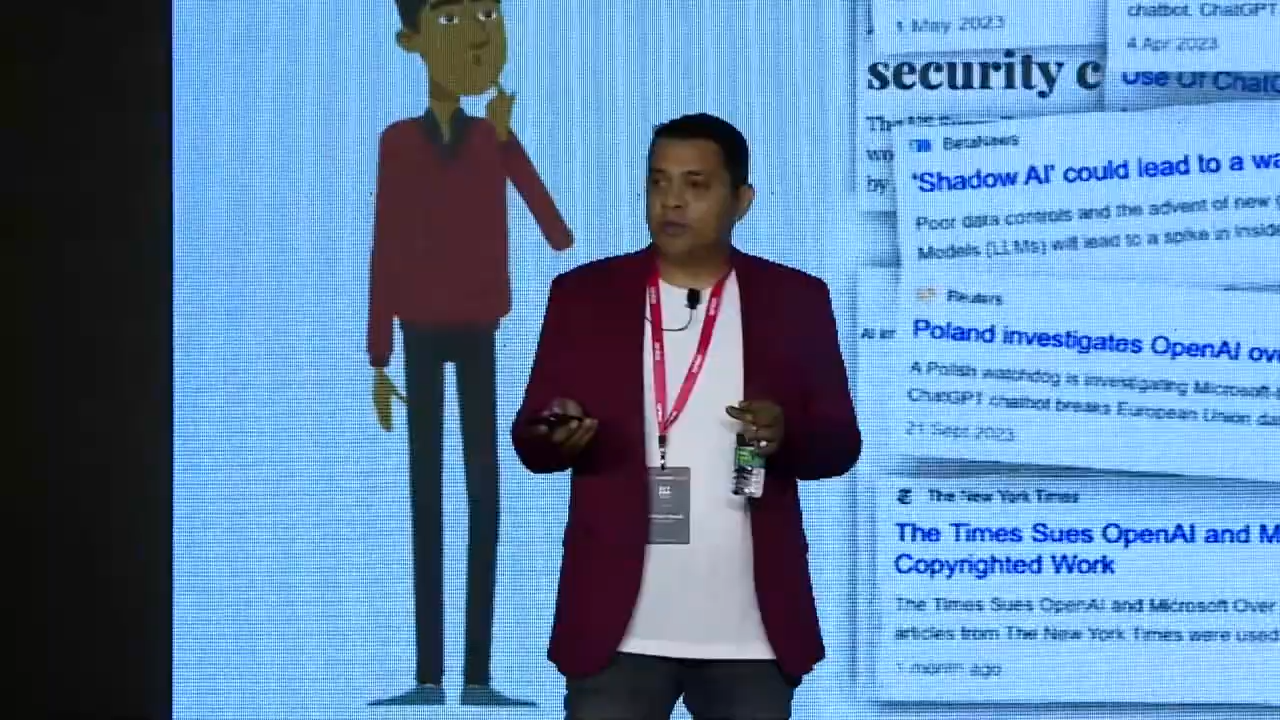 1 May 2023
chatbot. ChatGPT
4 Apr 2023
security c
Use Of Chat
BetaNews
'Shadow AI' could lead to a wa
Poor data controls and the advent of new
Models (LLMs) will lead to a spike in insid
by
Reuters
Poland investigates OpenAI ov
A Polish watchdog is investigating Microsoft
ChatGPT chatbot breaks European Union da
21 Sept 2023
The New York Times
The Times Sues OpenAI and M
Copyrighted Work
The Times Sues OpenAI and Microsoft Over
articles from The New York Times were used
1 month ago